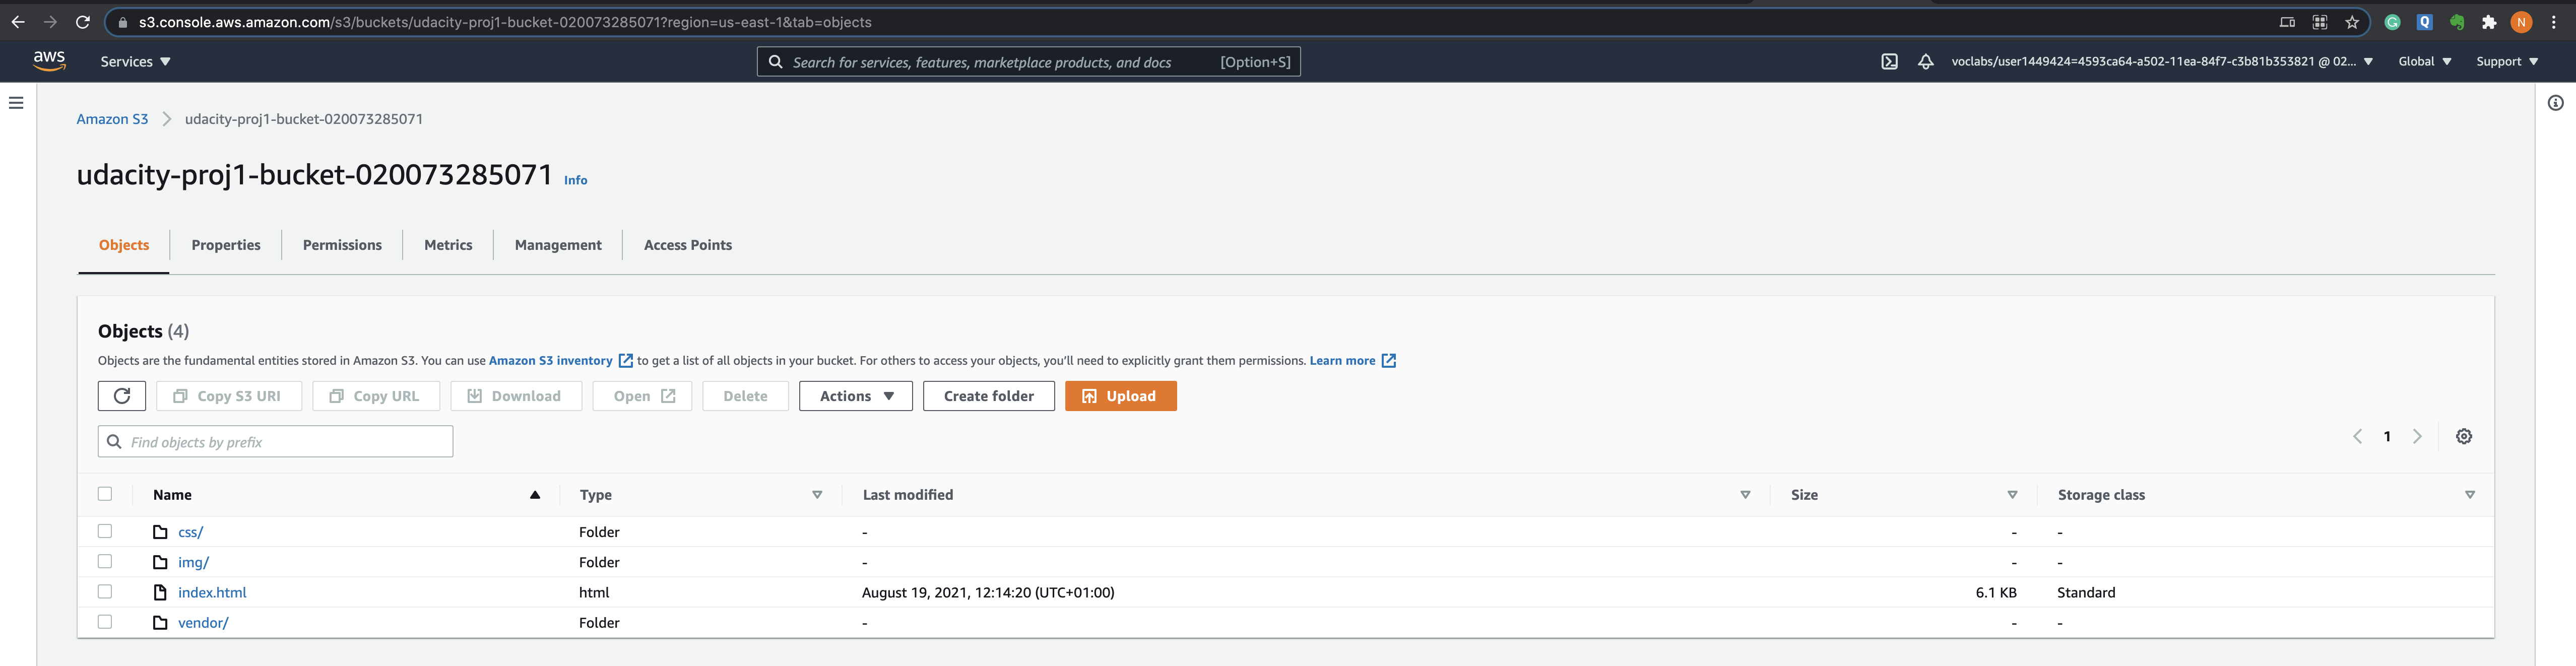 s3.console.aws.amazon.com/s3/buckets/udacity-proj1-bucket-020073285071?region=us-east-1&tab=objects
N
aws Services Search for services, features, marketplace products, and docs [Option+S] voclabs/user1449424=4593ca64-a502-11ea-84f7-c3b81b353821 @ 02... Global Support
Amazon S3 udacity-proj1-bucket-020073285071
udacity-proj1-bucket-020073285071 Info
Objects Properties Permissions Metrics Management Access Points
Objects (4)
Objects are the fundamental entities stored in Amazon S3. You can use Amazon S3 inventory to get a list of all objects in your bucket. For others to access your objects, you’ll need to explicitly grant them permissions. Learn more
Copy S3 URI Copy URL Download Open Delete Actions Create folder Upload
Find objects by prefix 1
Name Type Last modified Size Storage class
css/ Folder - - -
img/ Folder - - -
index.html html August 19, 2021, 12:14:20 (UTC+01:00) 6.1 KB Standard
vendor/ Folder - - -